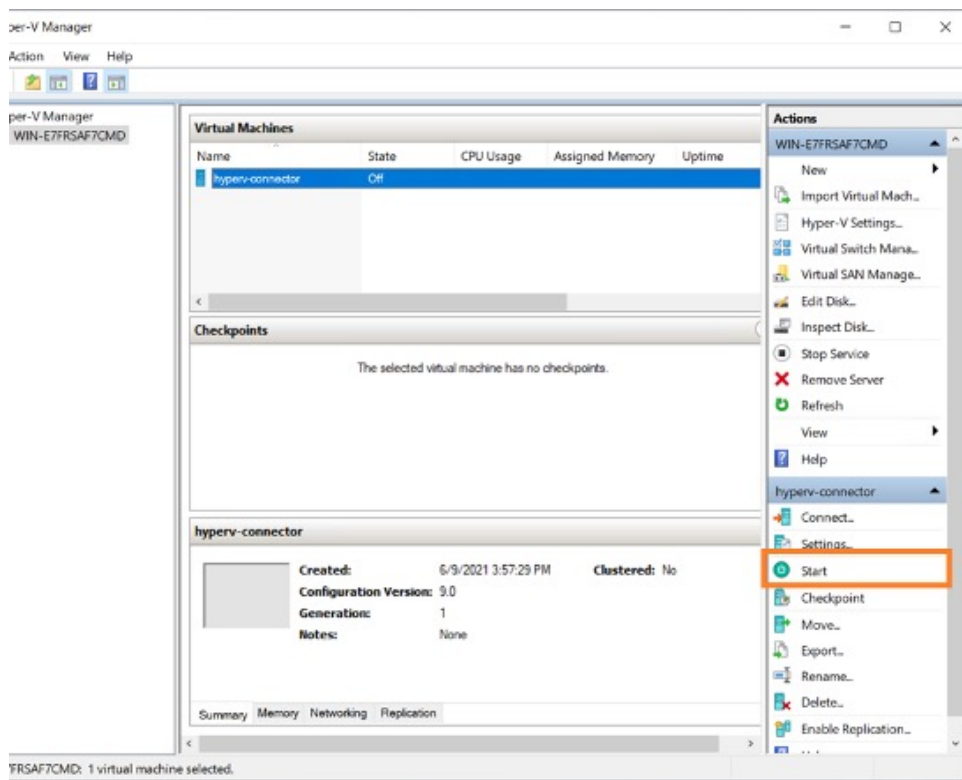 per-V Manager
Action View Help
per-V Manager
WIN-E7FRSAF7CMD
Virtual Machines
Name State CPU Usage Assigned Memory Uptime
hyperv-connector Off
Checkpoints
The selected virtual machine has no checkpoints.
hyperv-connector
Created: 6/9/2021 3:57:29 PM Clustered: No
Configuration Version: 9.0
Generation: 1
Notes: None
Summary Memory Networking Replication
Actions
WIN-E7FRSAF7CMD
New
Import Virtual Mach...
Hyper-V Settings...
Virtual Switch Mana...
Virtual SAN Manage...
Edit Disk...
Inspect Disk...
Stop Service
Remove Server
Refresh
View
Help
hyperv-connector
Connect...
Settings...
Start
Checkpoint
Move...
Export...
Rename...
Delete...
Enable Replication...
FRSAF7CMD: 1 virtual machine selected.